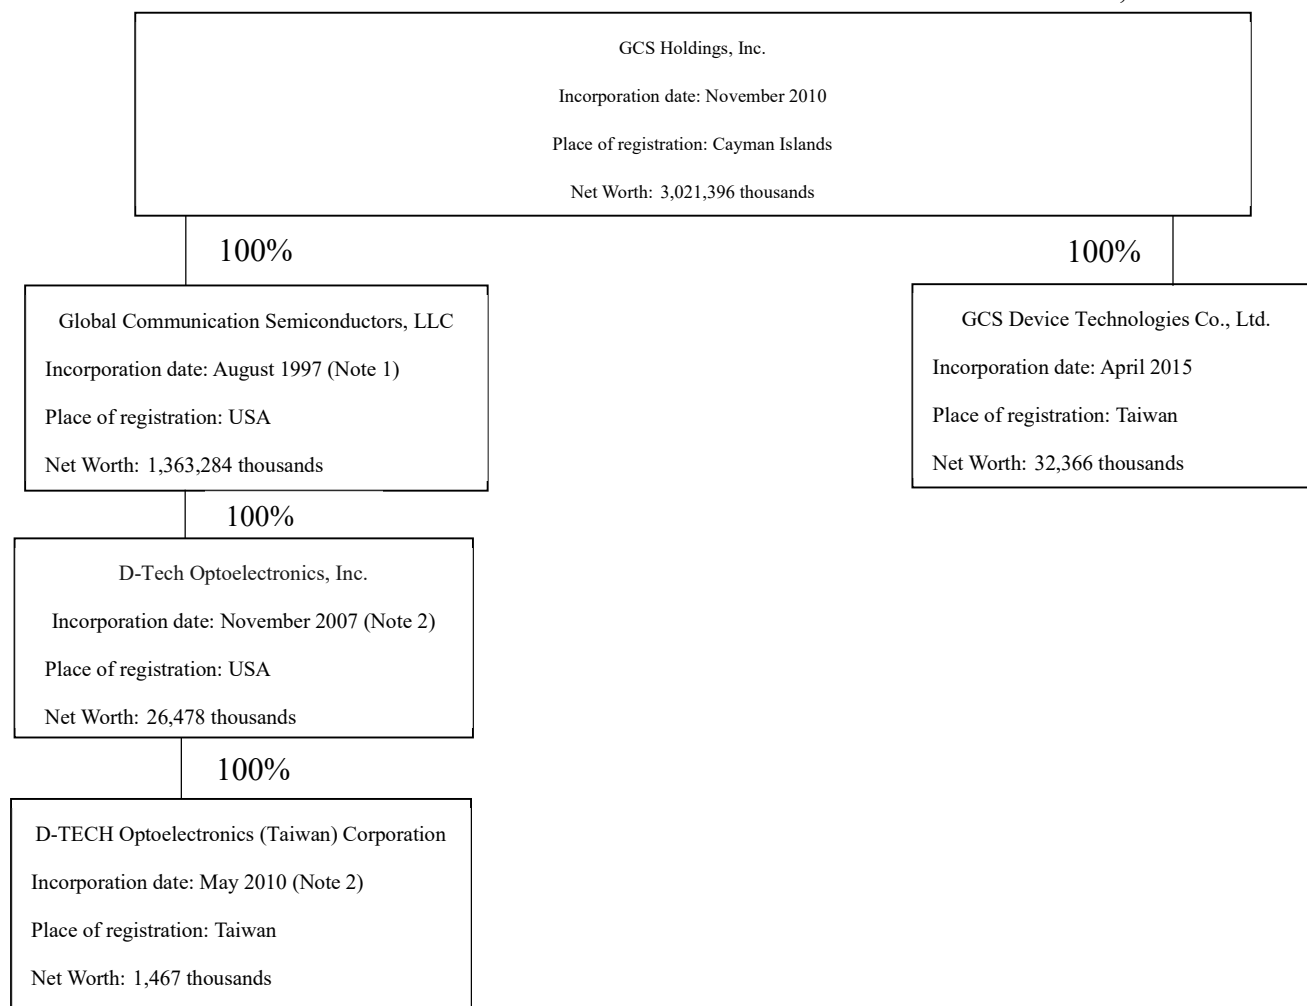 GCS Holdings, Inc.
Incorporation date: November 2010
Place of registration: Cayman Islands
Net Worth: 3,021,396 thousands
100%
100%
Global Communication Semiconductors, LLC
Incorporation date: August 1997 (Note 1)
Place of registration: USA
Net Worth: 1,363,284 thousands
GCS Device Technologies Co., Ltd.
Incorporation date: April 2015
Place of registration: Taiwan
Net Worth: 32,366 thousands
100%
D-Tech Optoelectronics, Inc.
Incorporation date: November 2007 (Note 2)
Place of registration: USA
Net Worth: 26,478 thousands
100%
D-TECH Optoelectronics (Taiwan) Corporation
Incorporation date: May 2010 (Note 2)
Place of registration: Taiwan
Net Worth: 1,467 thousands